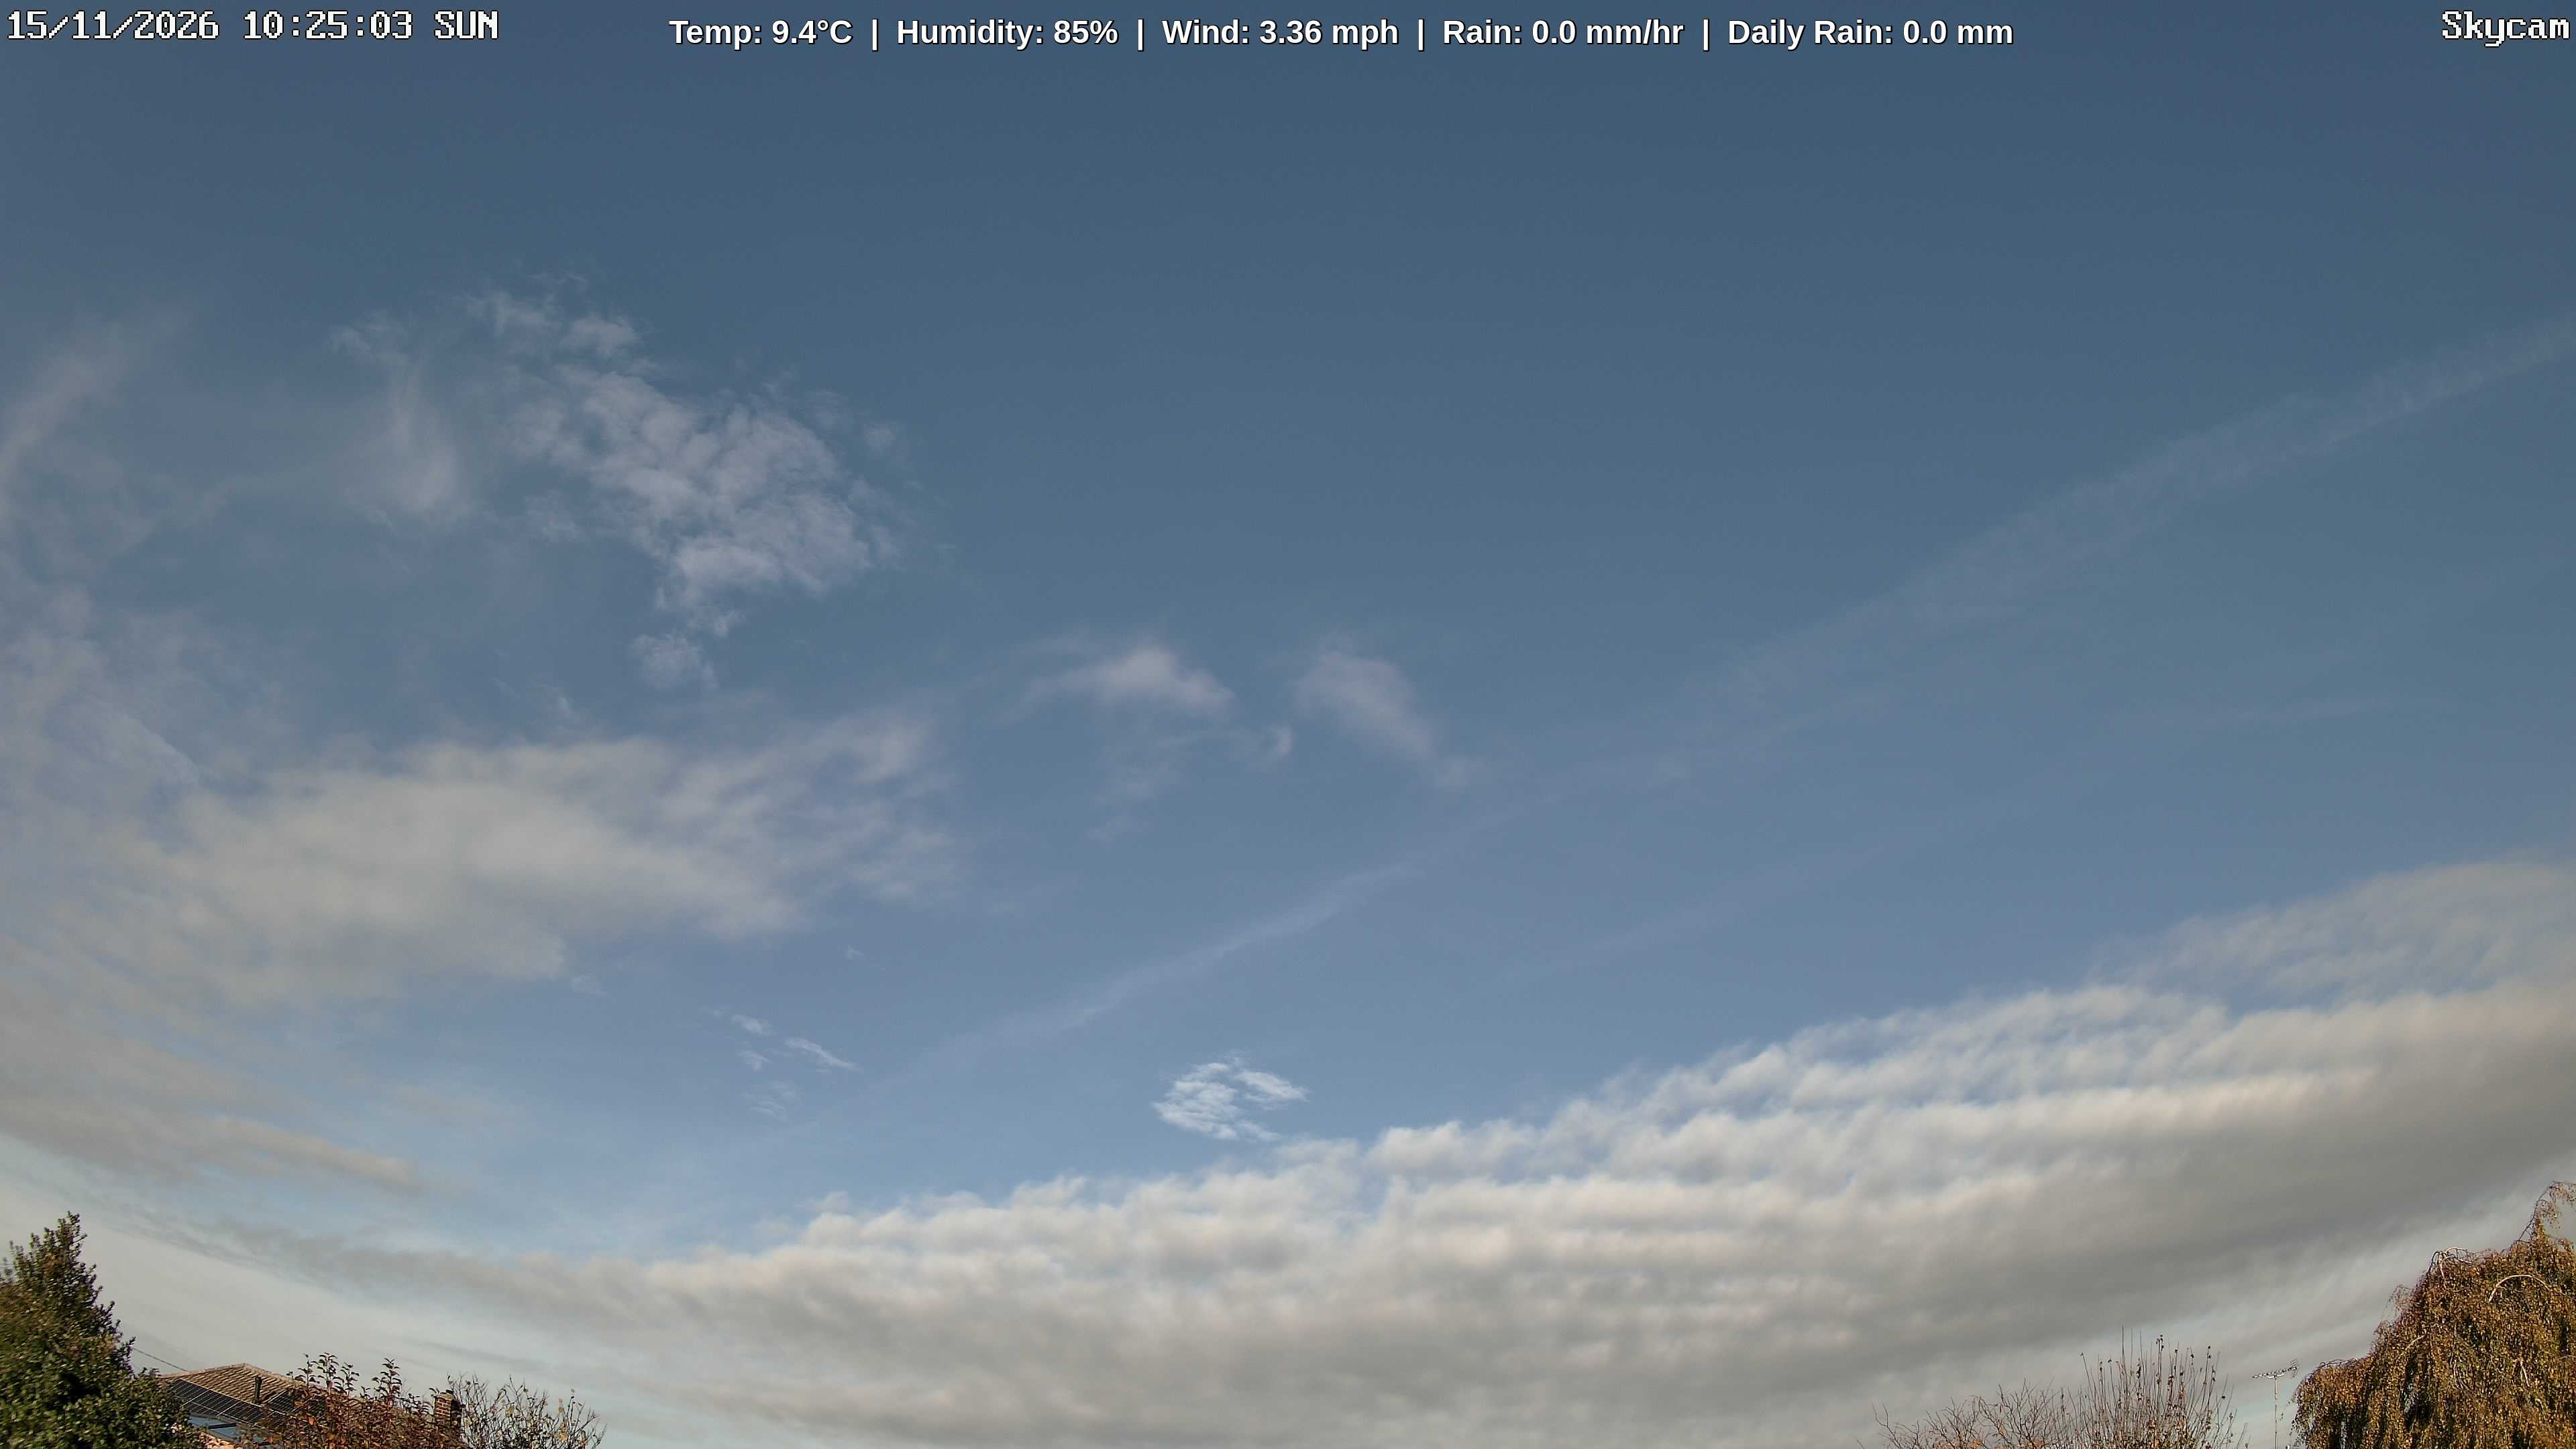 15/11/2026 10:25:03 SUN
Temp: 9.4°C | Humidity: 85% | Wind: 3.36 mph | Rain: 0.0 mm/hr | Daily Rain: 0.0 mm
Skycam